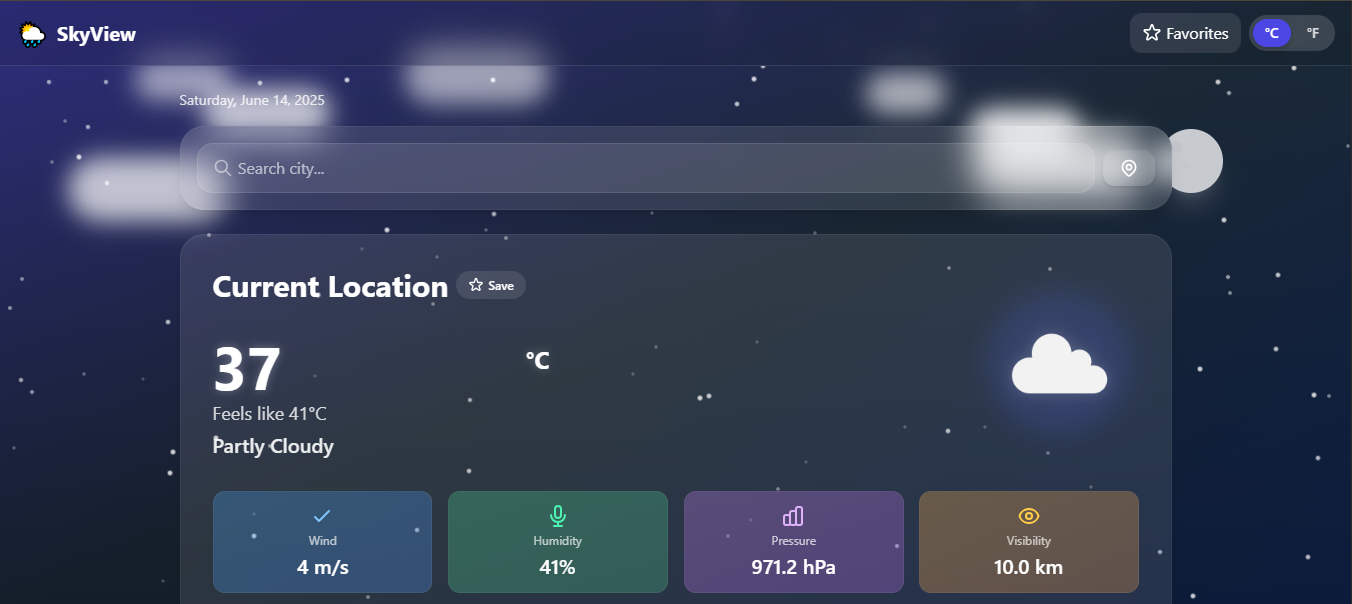 SkyView
Favorites °C °F
Saturday, June 14, 2025
Search city...
Current Location Save
37 °C
Feels like 41°C
Partly Cloudy
Wind Humidity Pressure Visibility
4 m/s 41% 971.2 hPa 10.0 km